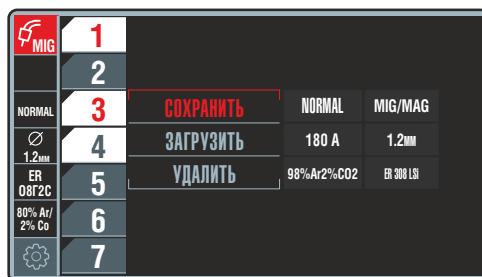 MIG
NORMAL
Ø
1.2мм
ER
08Г2С
80% Ar/
2% Co
1
2
3
4
5
6
7
СОХРАНИТЬ NORMAL MIG/MAG
ЗАГРУЗИТЬ 180 A 1.2мм
УДАЛИТЬ 98%Ar2%CO2 ER 308 LSi